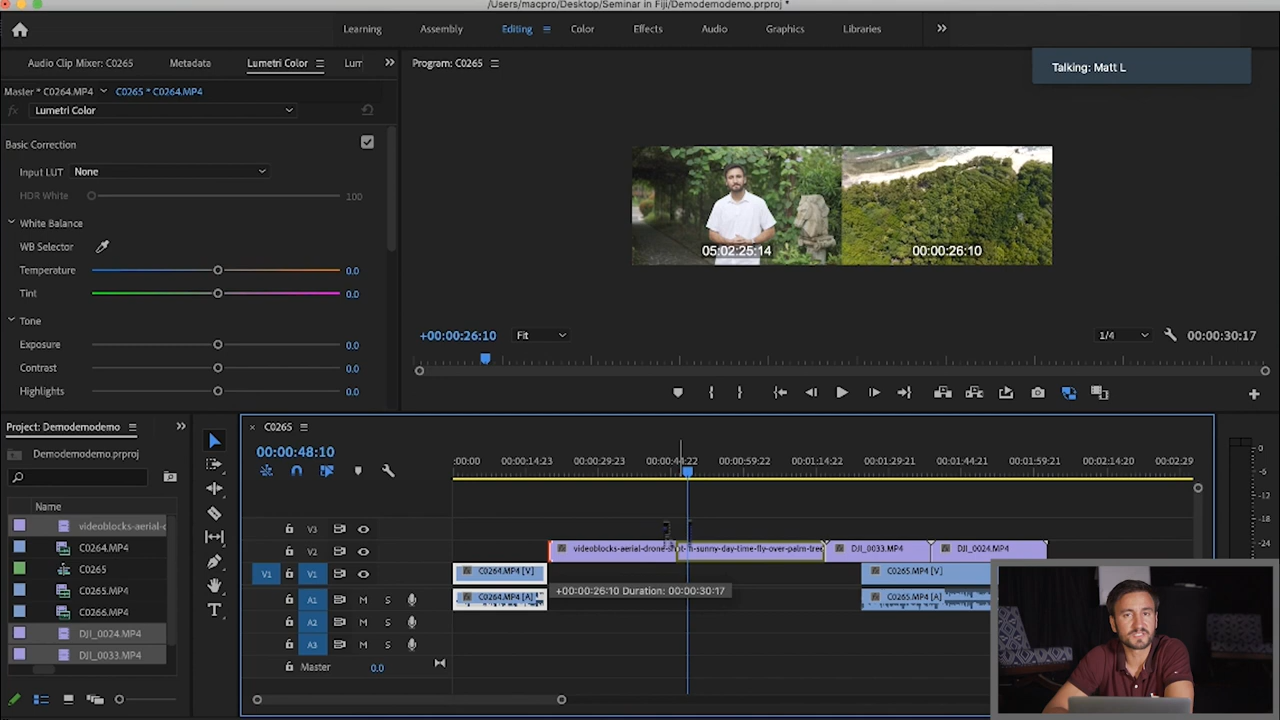 /Users/macpro/Desktop/Seminar in Fiji/Demodemodemo.prproj *
Learning Assembly Editing Color Effects Audio Graphics Libraries
Audio Clip Mixer: C0265 Metadata Lumetri Color Lum
Program: C0265
Talking: Matt L
Master * C0264.MP4 C0265 * C0264.MP4
fx Lumetri Color
Basic Correction
Input LUT None
HDR White 100
White Balance
WB Selector
Temperature 0.0
Tint 0.0
Tone
Exposure 0.0
Contrast 0.0
Highlights 0.0
05:02:25:14 00:00:26:10
+00:00:26:10 Fit 1/4 00:00:30:17
Project: Demodemodemo
Demodemodemo.prproj
Name
videoblocks-aerial-d
C0264.MP4
C0265
C0265.MP4
C0266.MP4
DJI_0024.MP4
DJI_0033.MP4
C0265
00:00:48:10
:00:00 00:00:14:23 00:00:29:23 00:00:44:22 00:00:59:22 00:01:14:22 00:01:29:21 00:01:44:21 00:01:59:21 00:02:14:20 00:02:29
V3
V2 videoblocks-aerial-drone-shot-in-sunny-day-time-fly-over-palm-tree DJI_0033.MP4 DJI_0024.MP4
V1 V1 C0264.MP4 [V] C0265.MP4 [V]
+00:00:26:10 Duration: 00:00:30:17
A1 M S C0264.MP4 [A] C0265.MP4 [A]
A2 M S
A3 M S
Master 0.0
0
-6
-12
-18